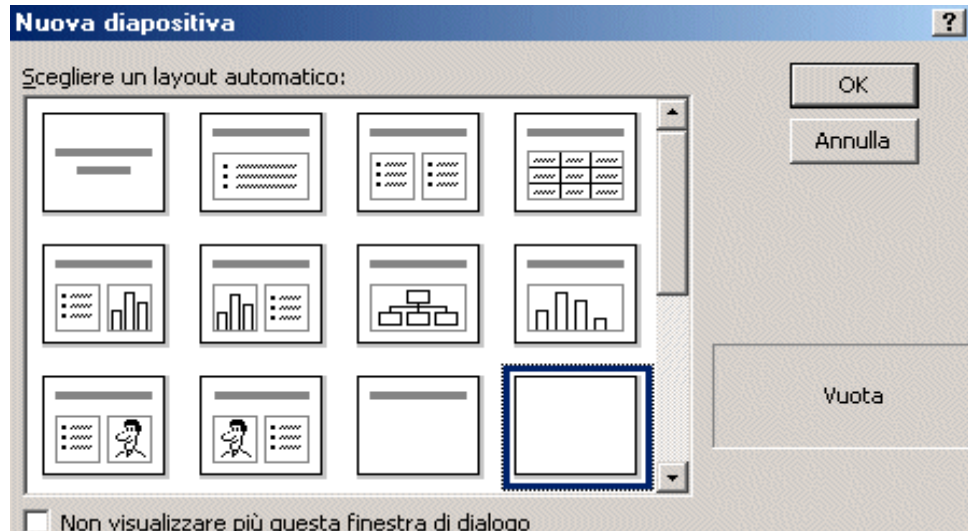 Nuova diapositiva
?
Scegliere un layout automatico:
OK
Annulla
Vuota
Non visualizzare più questa finestra di dialogo